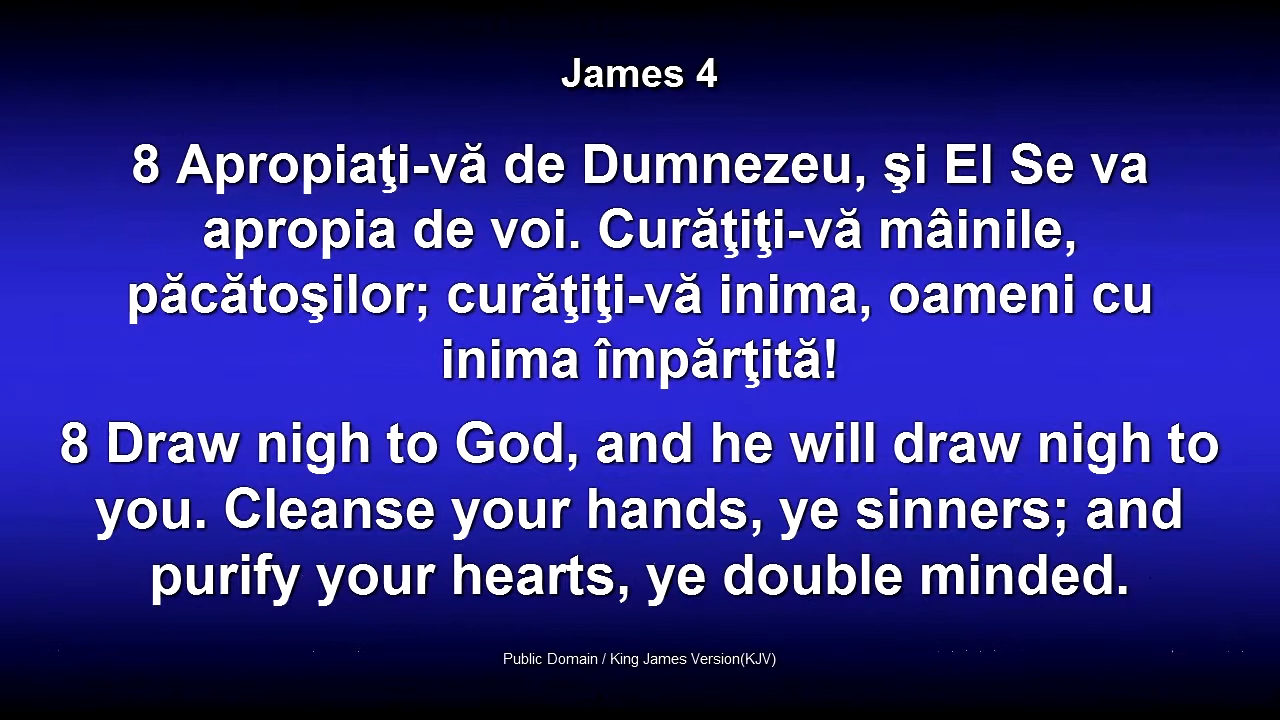 James 4
8 Apropiaţi-vă de Dumnezeu, şi El Se va
apropia de voi. Curăţiţi-vă mâinile,
păcătoşilor; curăţiţi-vă inima, oameni cu
inima împărţită!
8 Draw nigh to God, and he will draw nigh to
you. Cleanse your hands, ye sinners; and
purify your hearts, ye double minded.
Public Domain / King James Version(KJV)